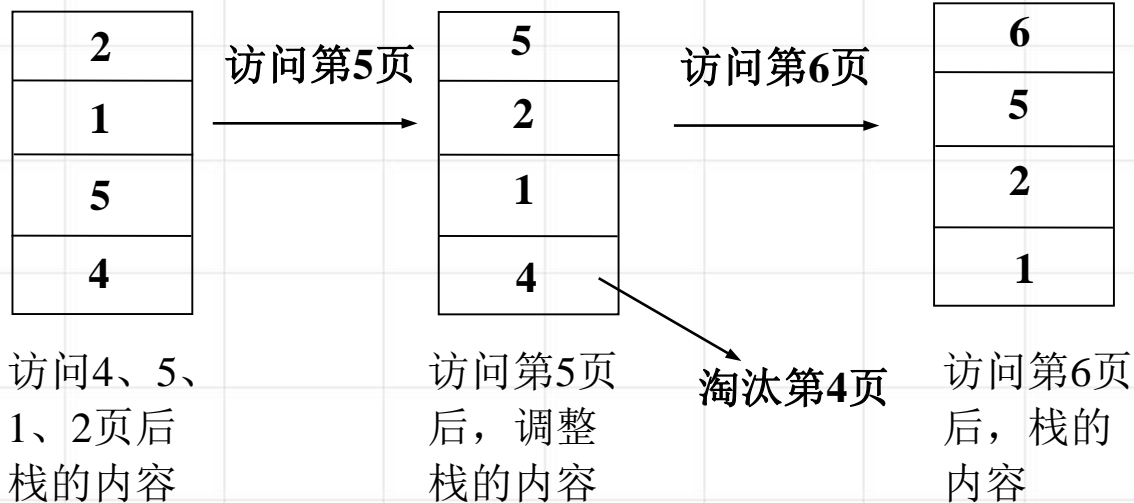 2
1
5
4
访问第5页
5
2
1
4
访问第6页
6
5
2
1
淘汰第4页
访问4、5、
1、2页后
栈的内容
访问第5页
后，调整
栈的内容
访问第6页
后，栈的
内容